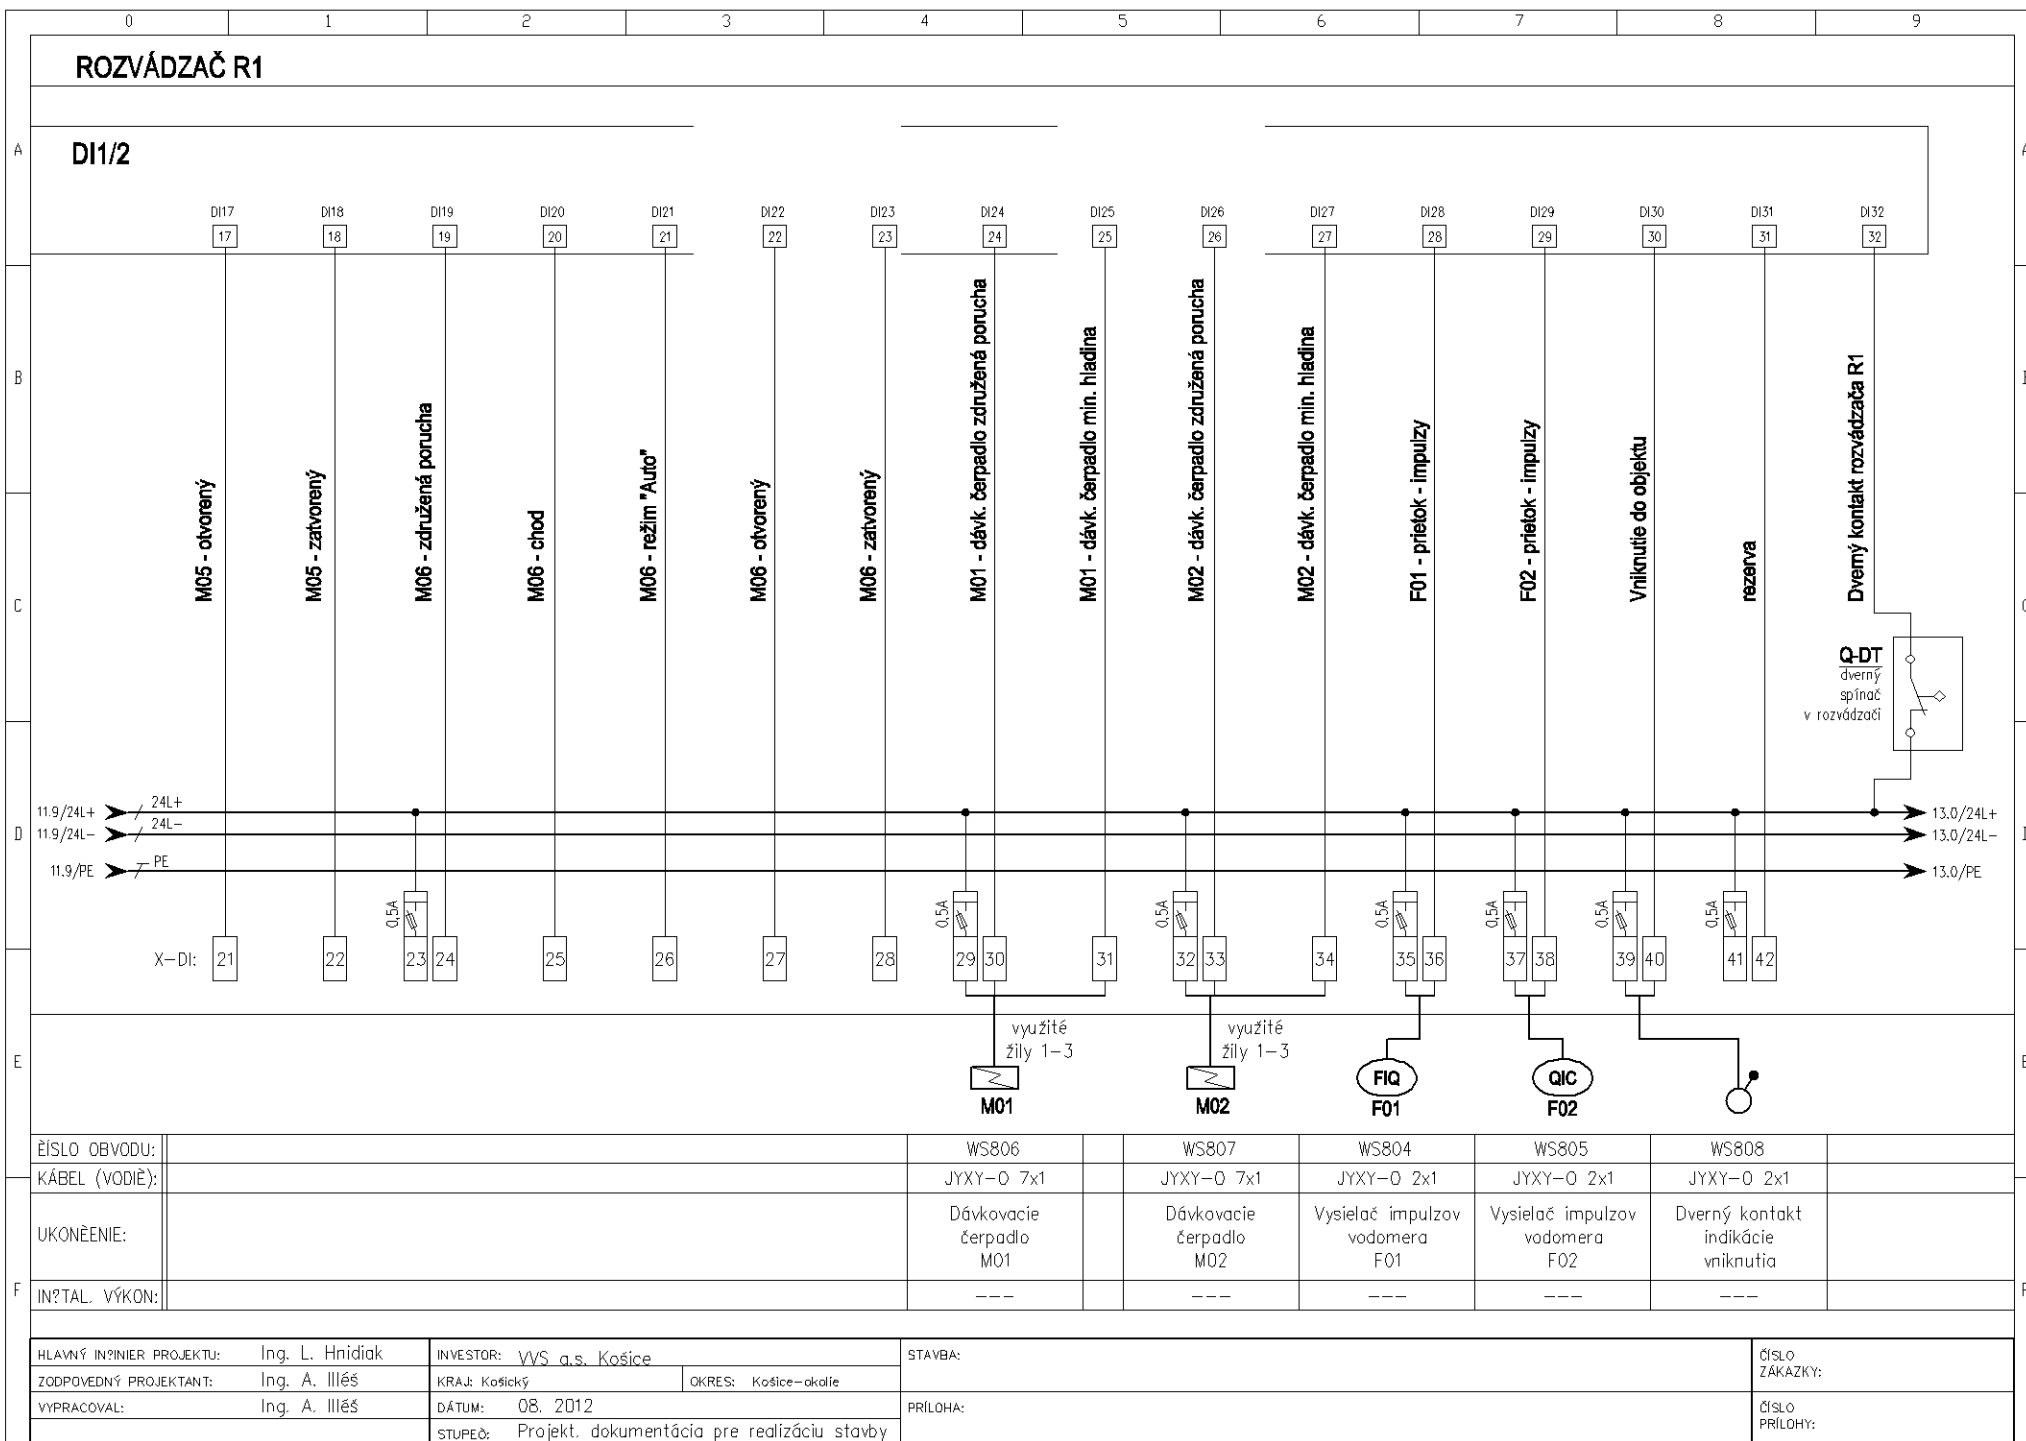 0 1 2 3 4 5 6 7 8 9
ROZVÁDZAČ R1
A
DI1/2
DI17 DI18 DI19 DI20 DI21 DI22 DI23 DI24 DI25 DI26 DI27 DI28 DI29 DI30 DI31 DI32
17 18 19 20 21 22 23 24 25 26 27 28 29 30 31 32
B
M05 - otvorený
M05 - zatvorený
M06 - združená porucha
M06 - chod
M06 - režim "Auto"
M06 - otvorený
M06 - zatvorený
M01 - dávk. čerpadlo združená porucha
M01 - dávk. čerpadlo min. hladina
M02 - dávk. čerpadlo združená porucha
M02 - dávk. čerpadlo min. hladina
F01 - prietok - impulzy
F02 - prietok - impulzy
Vniknutie do objektu
rezerva
Dverný kontakt rozvádzača R1
C
Q-DT
dverný
spínač
v rozvádzači
11.9/24L+ 24L+ 13.0/24L+
D 11.9/24L- 24L- 13.0/24L-
11.9/PE PE 13.0/PE
0,5A 0,5A 0,5A 0,5A 0,5A 0,5A 0,5A
X-DI: 21 22 23 24 25 26 27 28 29 30 31 32 33 34 35 36 37 38 39 40 41 42
využité
žily 1-3
využité
žily 1-3
E
FIQ
QIC
M01
M02
F01
F02
ÈÍSLO OBVODU: WS806 WS807 WS804 WS805 WS808
KÁBEL (VODIÈ): JYXY-O 7x1 JYXY-O 7x1 JYXY-O 2x1 JYXY-O 2x1 JYXY-O 2x1
UKONÈENIE:
Dávkovacie
čerpadlo
M01
Dávkovacie
čerpadlo
M02
Vysielač impulzov
vodomera
F01
Vysielač impulzov
vodomera
F02
Dverný kontakt
indikácie
vniknutia
F
IN?TAL. VÝKON: --- --- --- --- ---
HLAVNÝ IN?INIER PROJEKTU: Ing. L. Hnidiak
ZODPOVEDNÝ PROJEKTANT: Ing. A. Illéš
VYPRACOVAL: Ing. A. Illéš
INVESTOR: VVS a.s. Košice
KRAJ: Košický OKRES: Košice-okolie
DÁTUM: 08. 2012
STUPEÒ: Projekt. dokumentácia pre realizáciu stavby
STAVBA:
PRÍLOHA:
ČÍSLO
ZÁKAZKY:
ČÍSLO
PRÍLOHY: